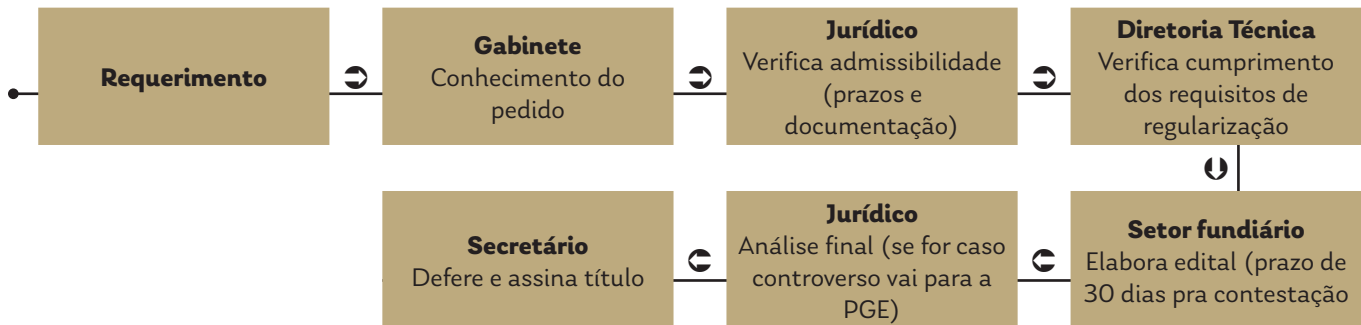 Requerimento
Gabinete
Conhecimento do
pedido
Jurídico
Verifica admissibilidade
(prazos e
documentação)
Diretoria Técnica
Verifica cumprimento
dos requisitos de
regularização
Setor fundiário
Elabora edital (prazo de
30 dias pra contestação
Jurídico
Análise final (se for caso
controverso vai para a
PGE)
Secretário
Defere e assina título